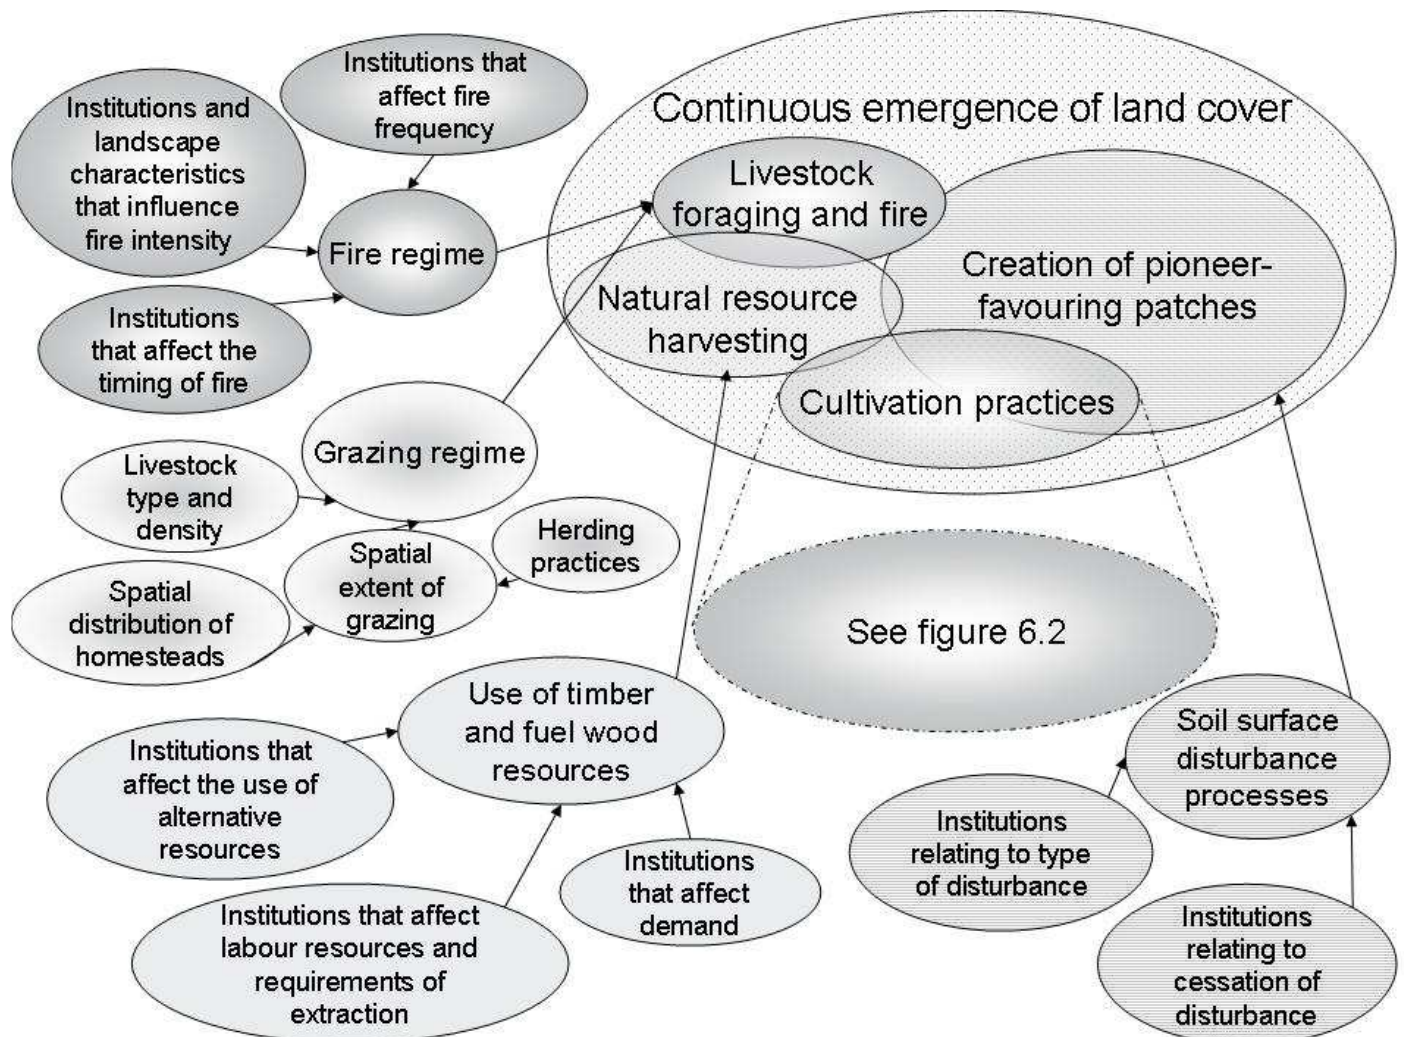 Institutions that
affect fire
frequency
Institutions and
landscape
characteristics
that influence
fire intensity
Continuous emergence of land cover
Livestock
foraging and fire
Fire regime
Creation of pioneer-
favouring patches
Natural resource
harvesting
Institutions
that affect the
timing of fire
Cultivation practices
Grazing regime
Livestock
type and
density
Herding
practices
Spatial
extent of
grazing
Spatial
distribution of
homesteads
See figure 6.2
Use of timber
and fuel wood
resources
Soil surface
disturbance
processes
Institutions that
affect the use of
alternative
resources
Institutions
relating to type
of disturbance
Institutions
that affect
demand
Institutions that affect
labour resources and
requirements of
extraction
Institutions
relating to
cessation of
disturbance